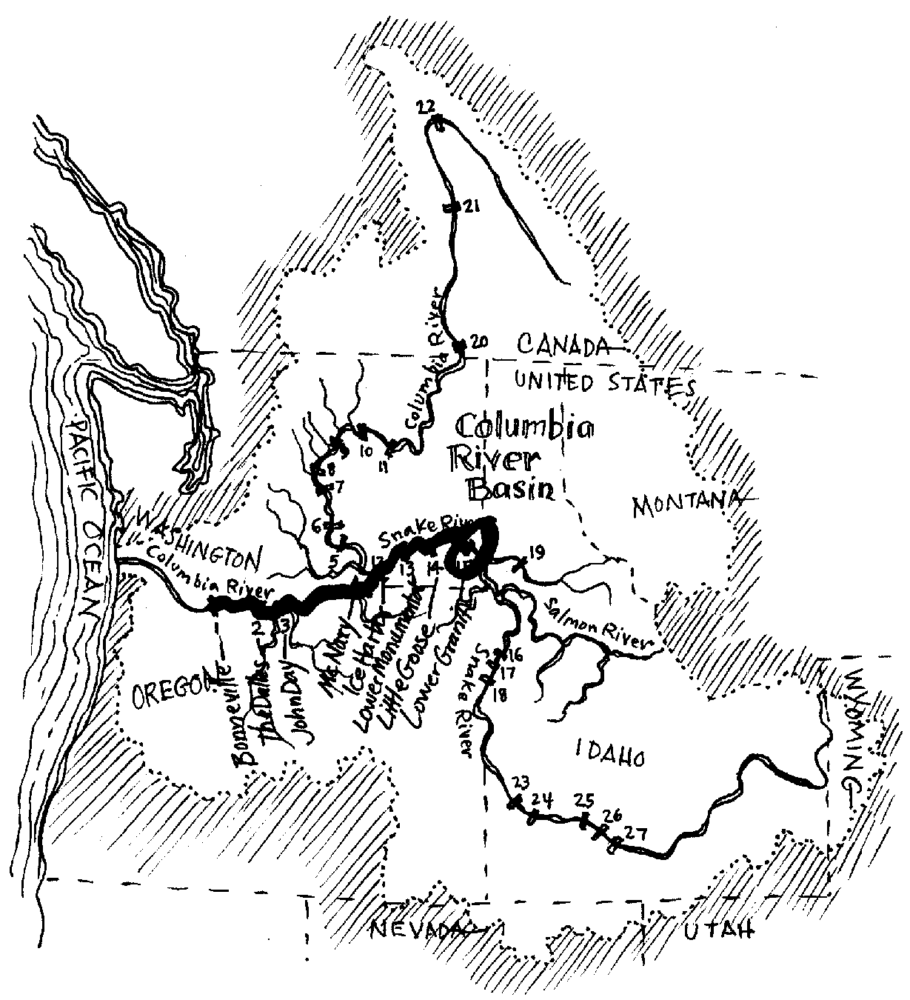 22
21
Columbia River
20
CANADA
UNITED STATES
Columbia
River
Basin
10
9
11
8
7
6
5
PACIFIC OCEAN
WASHINGTON
MONTANA
Snake River
Columbia River
12
13
14
15
19
2
3
Salmon River
OREGON
Bonneville
The Dalles
John Day
McNary
Ice Harbor
Lower Monumental
Little Goose
Lower Granite
16
17
18
Snake River
IDAHO
WYOMING
23
24
25
26
27
NEVADA
UTAH